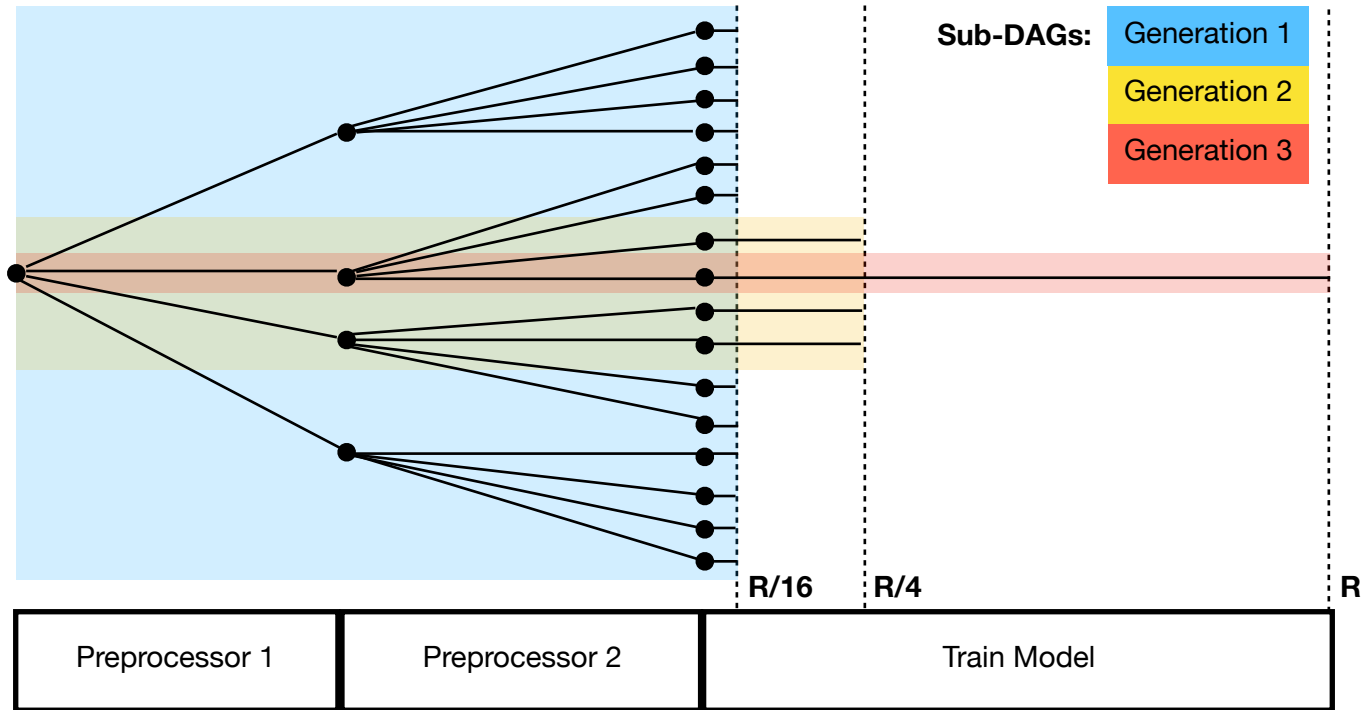 Sub-DAGs:
Generation 1
Generation 2
Generation 3
R/16
R/4
R
Preprocessor 1
Preprocessor 2
Train Model